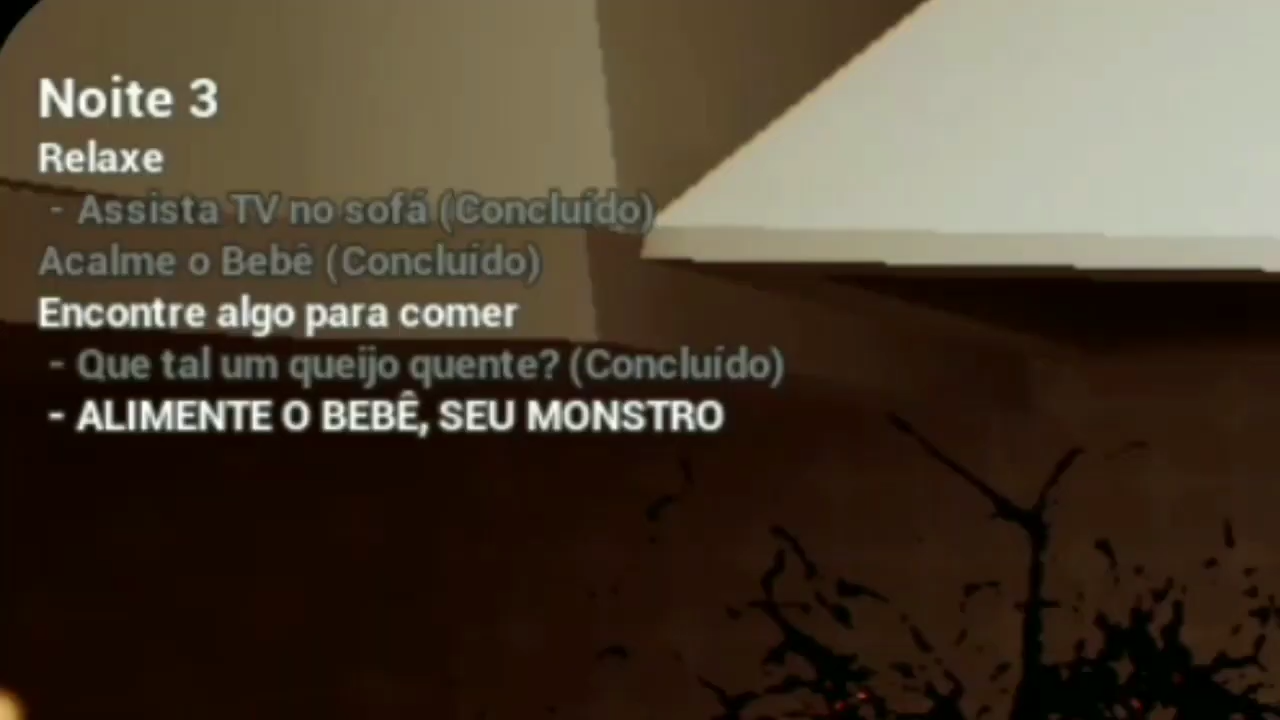 Noite 3
Relaxe
- Assista TV no sofá (Concluído)
Acalme o Bebê (Concluído)
Encontre algo para comer
- Que tal um queijo quente? (Concluído)
- ALIMENTE O BEBÊ, SEU MONSTRO